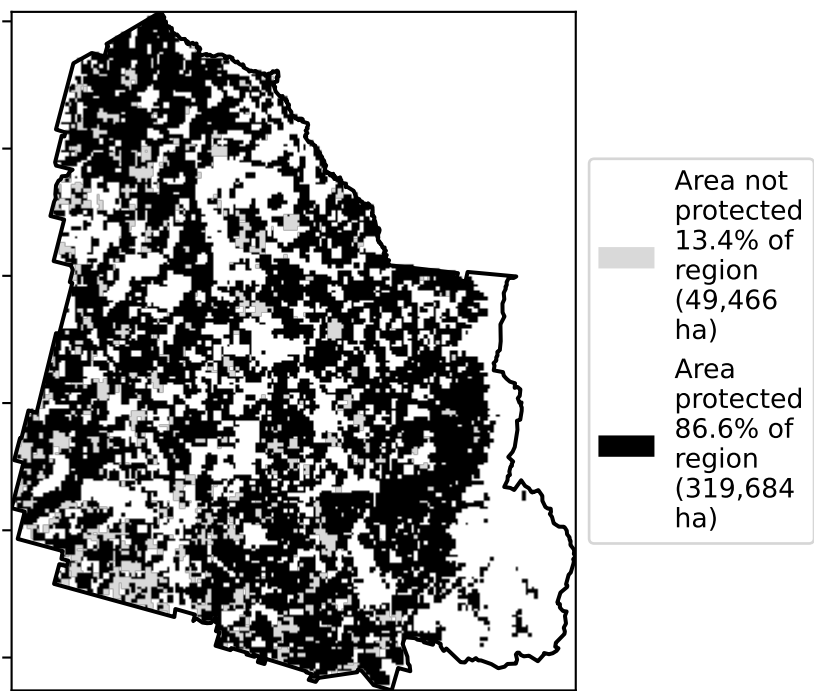 Area not
protected
13.4% of
region
(49,466
ha)
Area
protected
86.6% of
region
(319,684
ha)